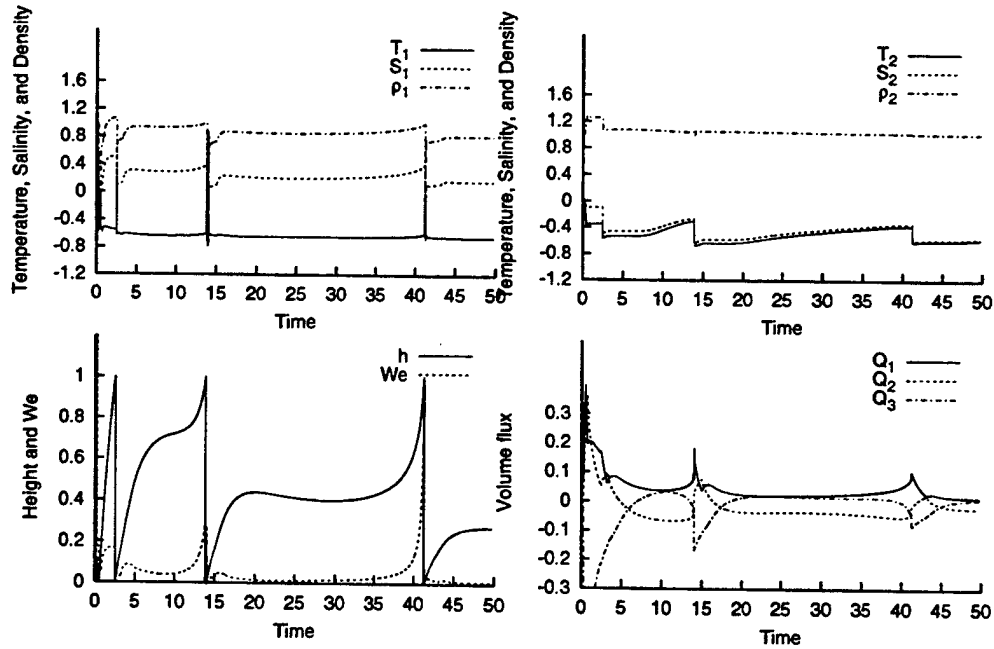 Temperature, Salinity, and Density
T1
S1
ρ1
1.6
1.2
0.8
0.4
0
-0.4
-0.8
-1.2
0 5 10 15 20 25 30 35 40 45 50
Time
Temperature, Salinity, and Density
T2
S2
ρ2
1.6
1.2
0.8
0.4
0
-0.4
-0.8
-1.2
0 5 10 15 20 25 30 35 40 45 50
Time
Height and We
h
We
1
0.8
0.6
0.4
0.2
0
0 5 10 15 20 25 30 35 40 45 50
Time
Volume flux
Q1
Q2
Q3
0.3
0.2
0.1
0
-0.1
-0.2
-0.3
0 5 10 15 20 25 30 35 40 45 50
Time